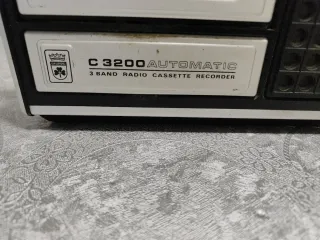 C 3200 AUTOMATIC
3 BAND RADIO CASSETTE RECORDER